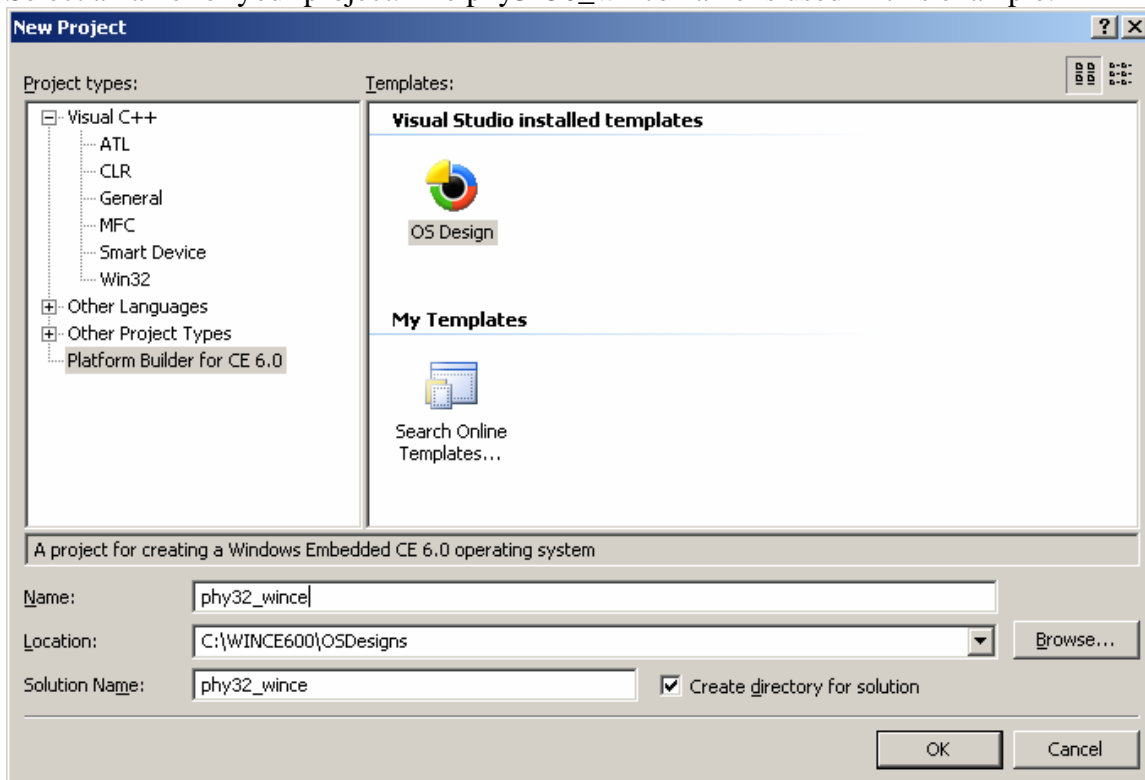 New Project
Project types:
Templates:
Visual C++
ATL
CLR
General
MFC
Smart Device
Win32
Other Languages
Other Project Types
Platform Builder for CE 6.0
Visual Studio installed templates
OS Design
My Templates
Search Online
Templates...
A project for creating a Windows Embedded CE 6.0 operating system
Name:
phy32_wince
Location:
C:\WINCE600\OSDesigns
Browse...
Solution Name:
phy32_wince
Create directory for solution
OK
Cancel